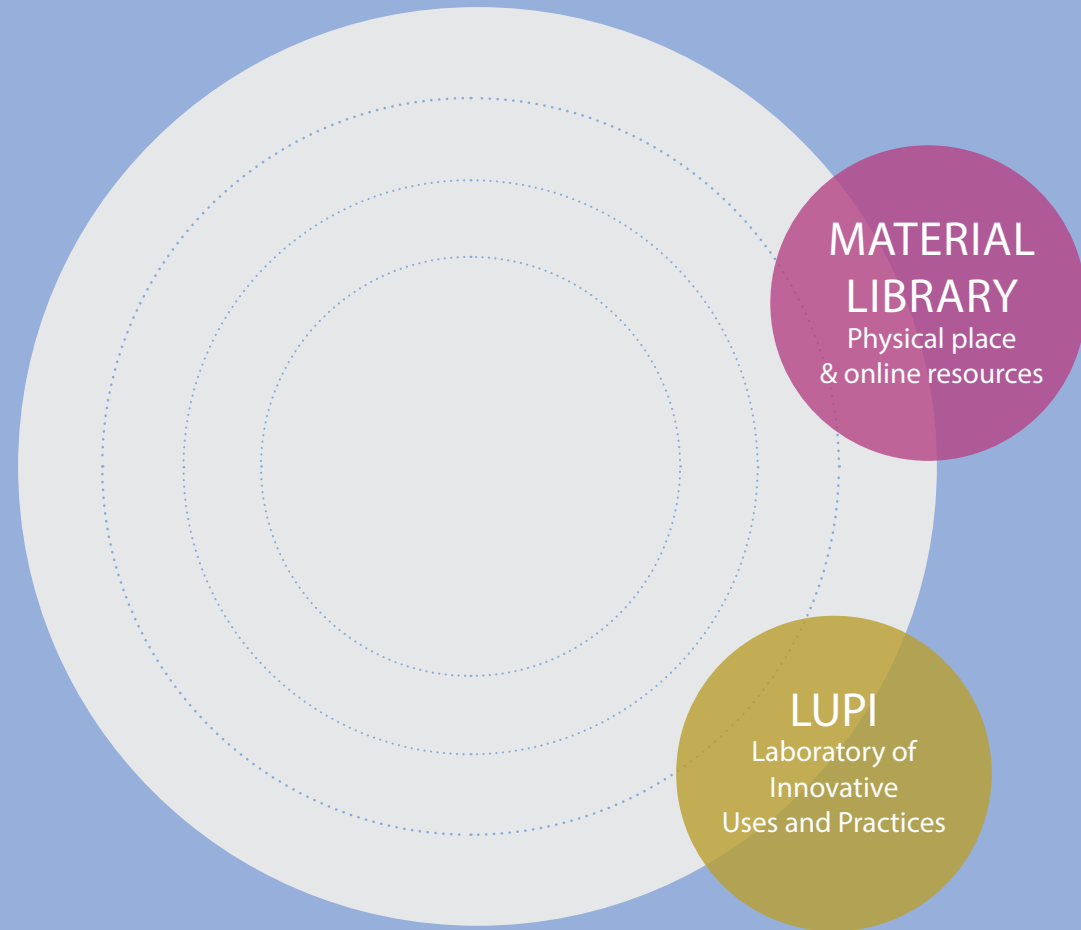 MATERIAL
LIBRARY
Physical place
& online resources
LUPI
Laboratory of
Innovative
Uses and Practices